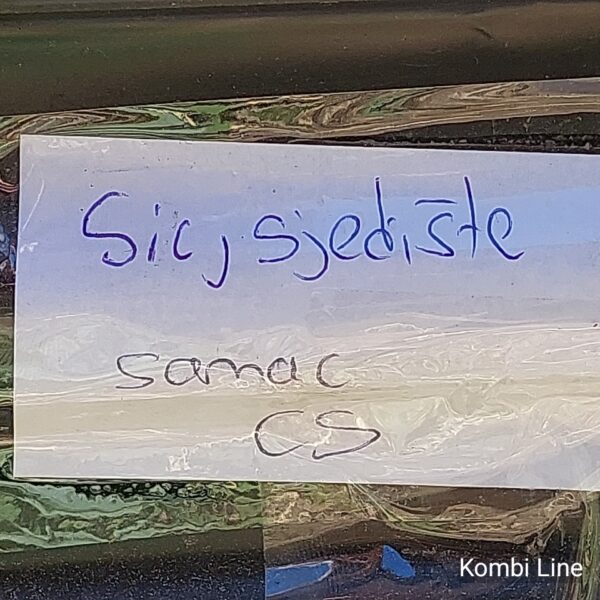 Sic, sjedište
samac
CS
Kombi Line